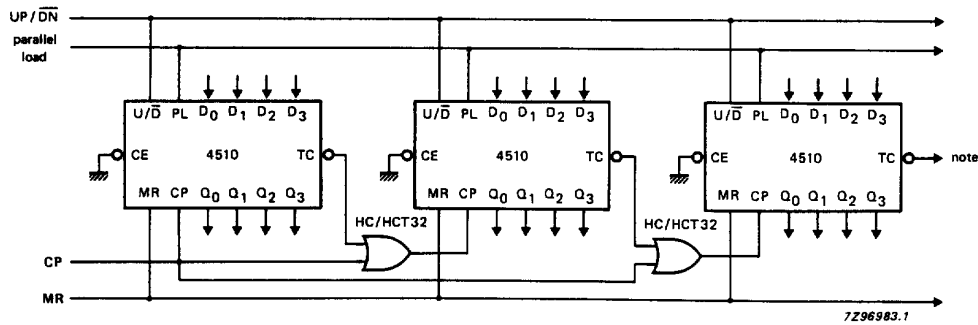 UP/D̅N̅
parallel
load
U/D̅ PL D0 D1 D2 D3
CE 4510 TC
MR CP Q0 Q1 Q2 Q3
U/D̅ PL D0 D1 D2 D3
CE 4510 TC
MR CP Q0 Q1 Q2 Q3
U/D̅ PL D0 D1 D2 D3
CE 4510 TC
MR CP Q0 Q1 Q2 Q3
note
HC/HCT32
HC/HCT32
CP
MR
7Z96983.1